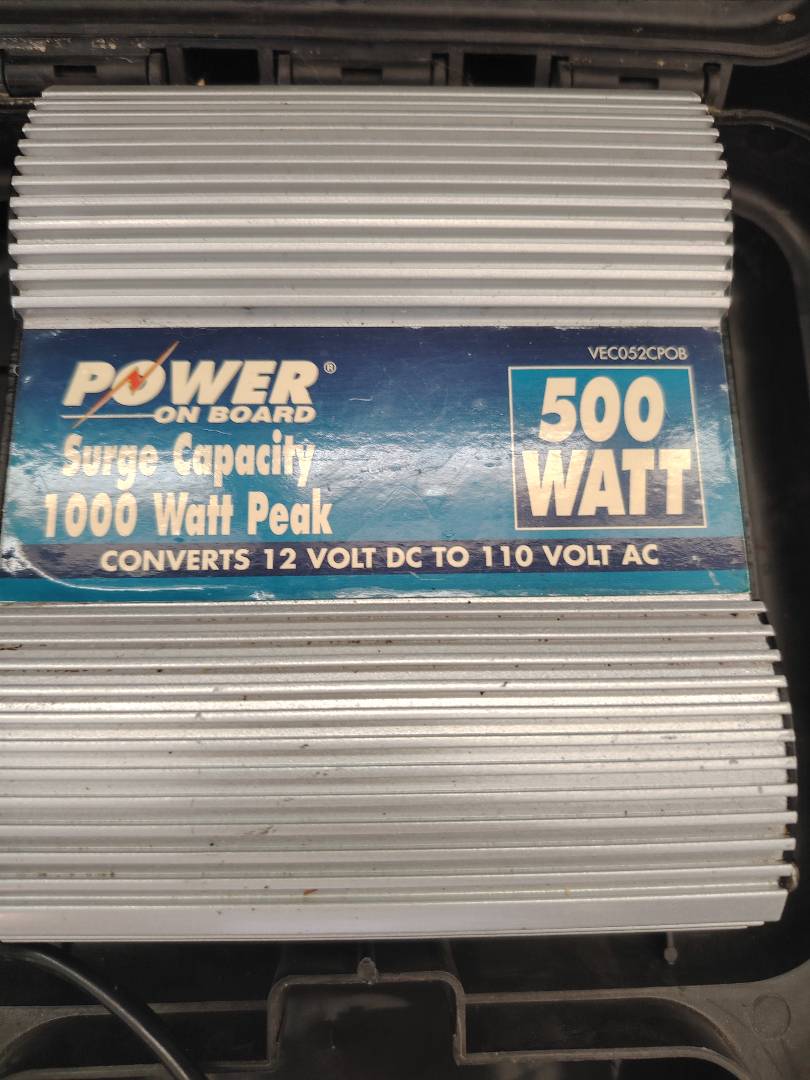 VEC052CPOB
POWER®
ON BOARD
Surge Capacity
1000 Watt Peak
500
WATT
CONVERTS 12 VOLT DC TO 110 VOLT AC